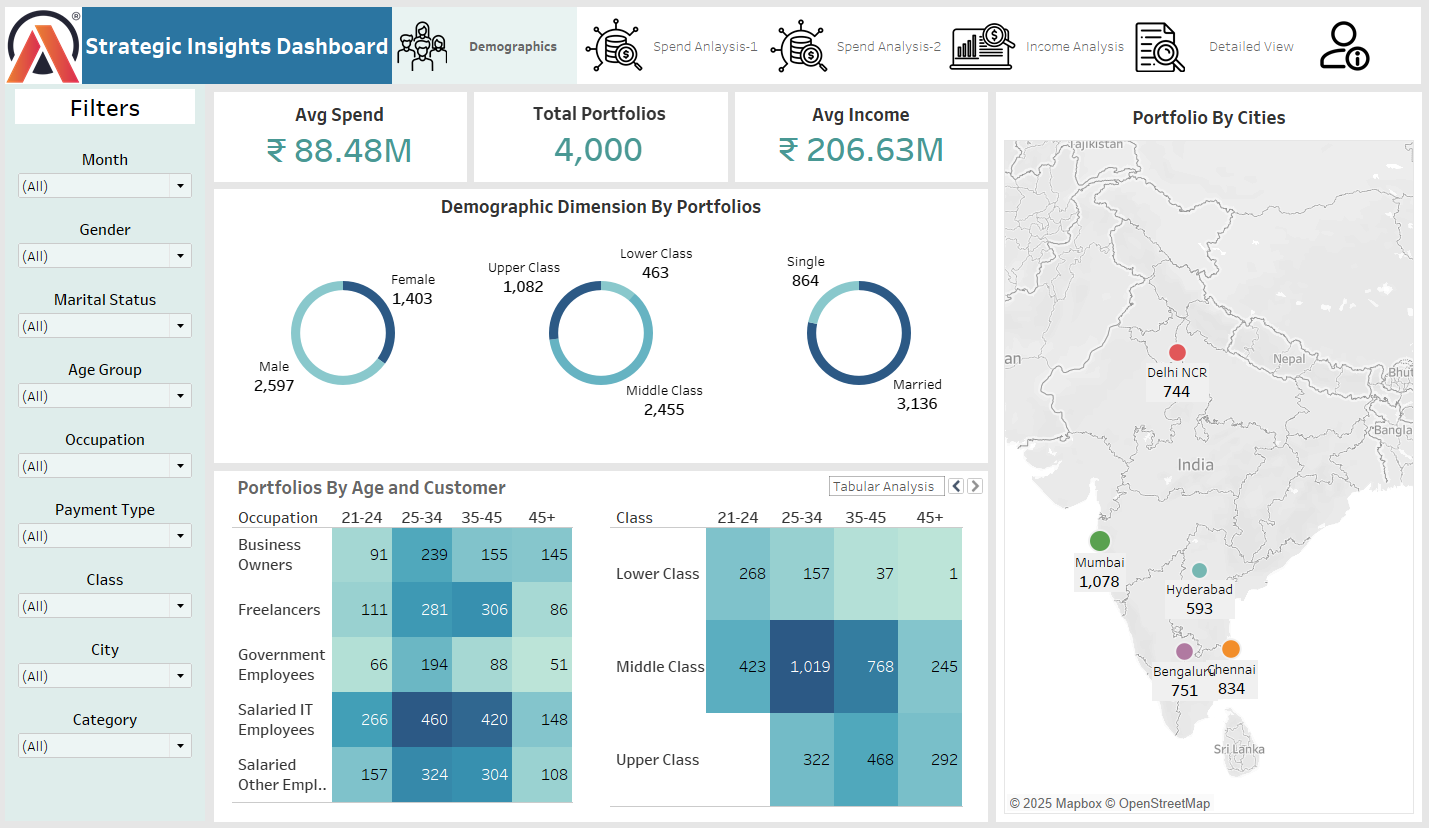 ®
Strategic Insights Dashboard
Demographics
Spend Anlaysis-1
Spend Analysis-2
Income Analysis
Detailed View
Filters
Month
(All)
Gender
(All)
Marital Status
(All)
Age Group
(All)
Occupation
(All)
Payment Type
(All)
Class
(All)
City
(All)
Category
(All)
Avg Spend
₹ 88.48M
Total Portfolios
4,000
Avg Income
₹ 206.63M
Demographic Dimension By Portfolios
Female
1,403
Male
2,597
Upper Class
1,082
Lower Class
463
Middle Class
2,455
Single
864
Married
3,136
Portfolios By Age and Customer
Tabular Analysis
Occupation 21-24 25-34 35-45 45+
Business
Owners
91 239 155 145
Freelancers 111 281 306 86
Government
Employees
66 194 88 51
Salaried IT
Employees
266 460 420 148
Salaried
Other Empl..
157 324 304 108
Class 21-24 25-34 35-45 45+
Lower Class 268 157 37 1
Middle Class 423 1,019 768 245
Upper Class 322 468 292
Portfolio By Cities
Tajikistan
an
Nepal
Bhut
Bangla
India
Sri Lanka
Delhi NCR
744
Mumbai
1,078
Hyderabad
593
Bengaluru
751
Chennai
834
© 2025 Mapbox © OpenStreetMap